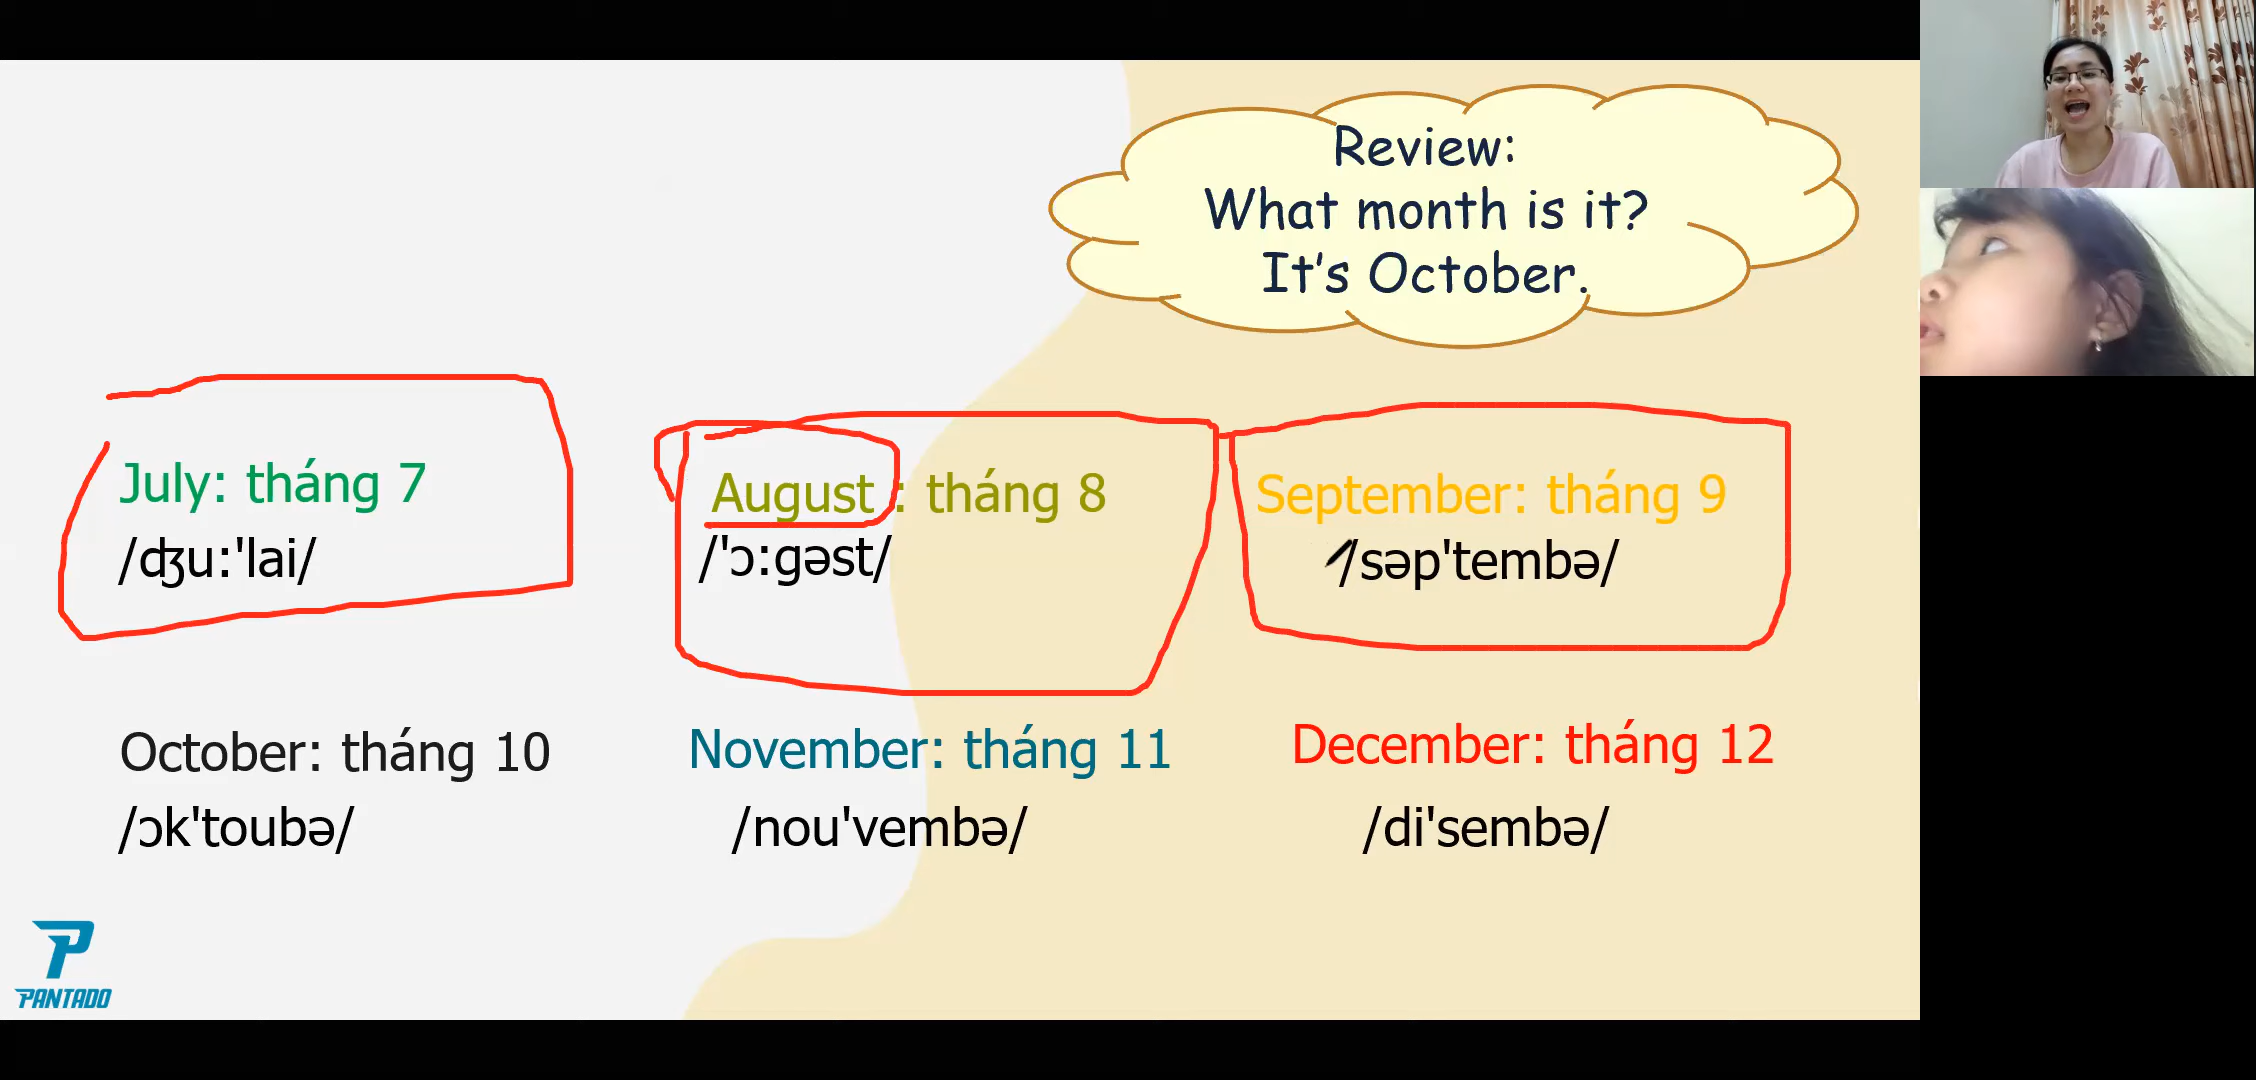 Review:
What month is it?
It's October.
July: tháng 7
/ʤu:'lai/
August : tháng 8
/'ɔ:gəst/
September: tháng 9
/səp'tembə/
October: tháng 10
/ɔk'toubə/
November: tháng 11
/nou'vembə/
December: tháng 12
/di'sembə/
PANTADO